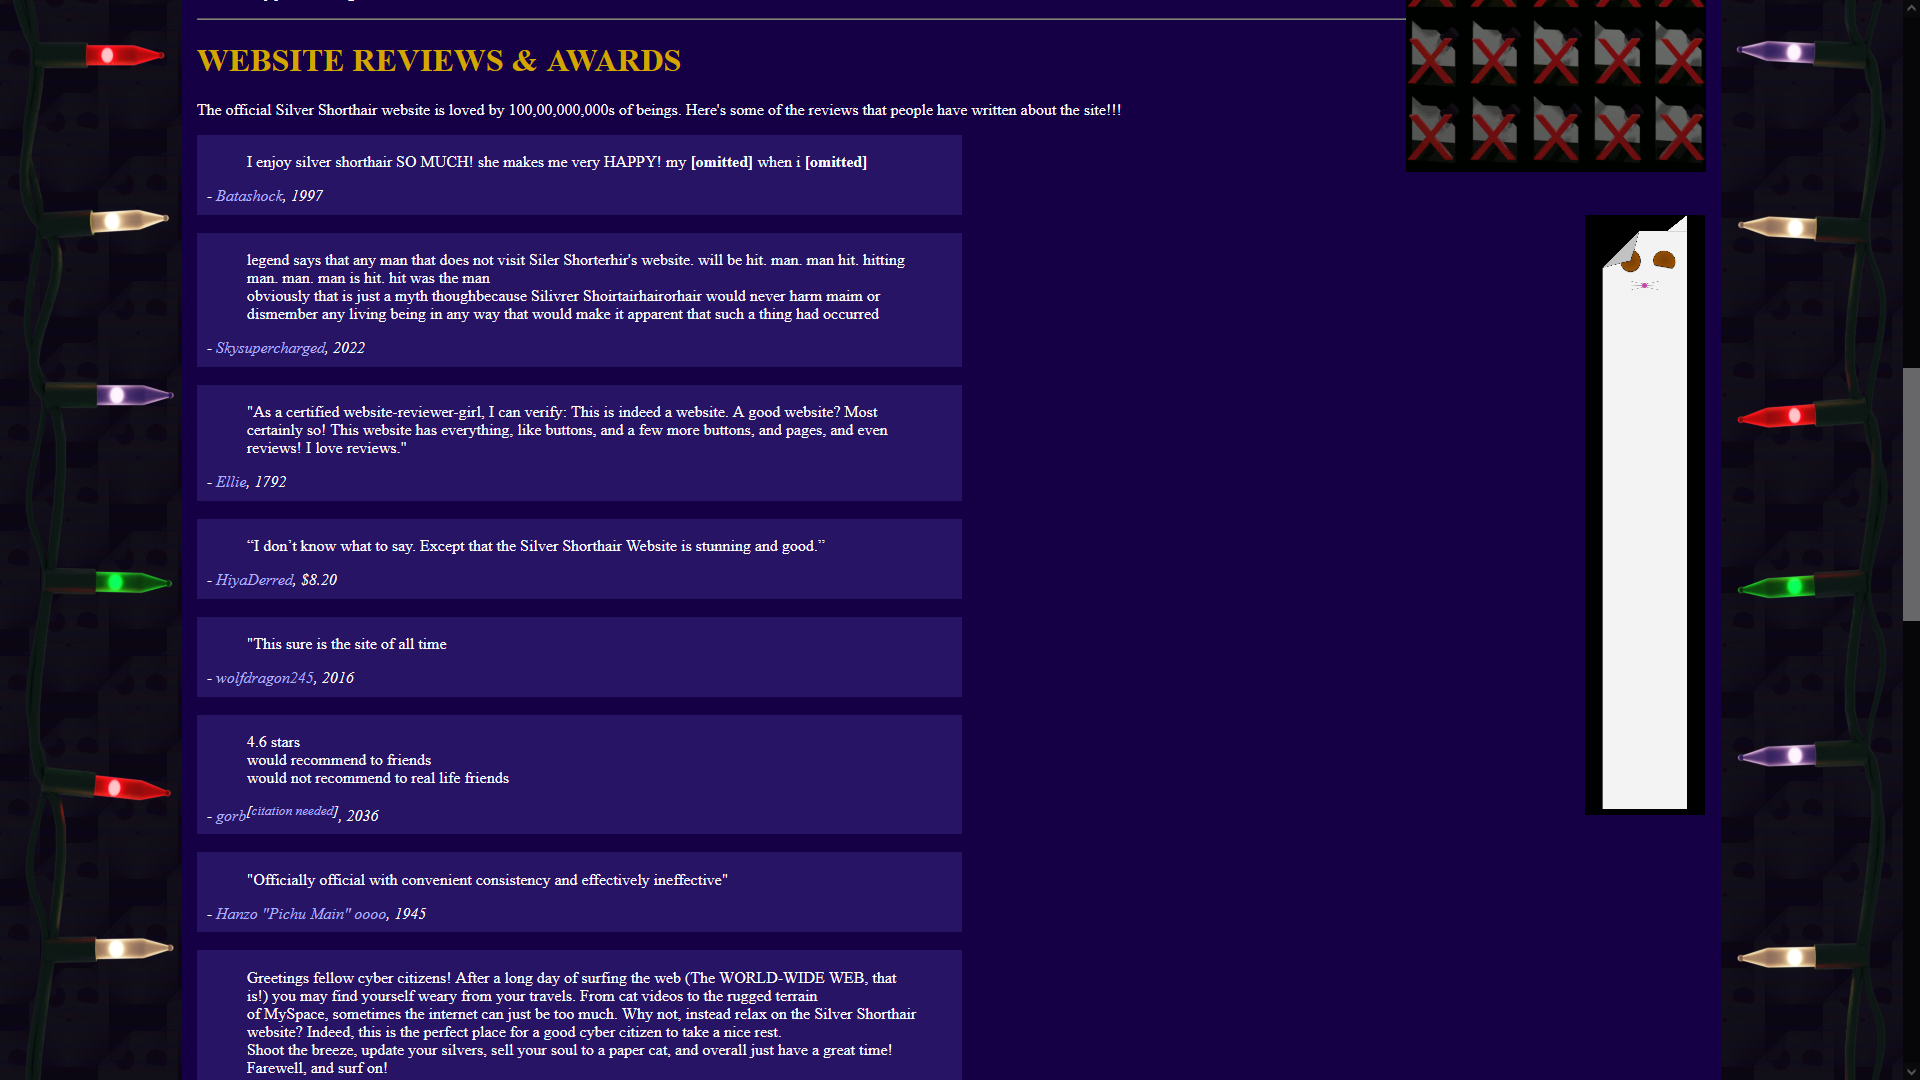 WEBSITE REVIEWS & AWARDS
The official Silver Shorthair website is loved by 100,00,000,000s of beings. Here's some of the reviews that people have written about the site!!!
I enjoy silver shorthair SO MUCH! she makes me very HAPPY! my [omitted] when i [omitted]
- Batashock, 1997
legend says that any man that does not visit Siler Shorterhir's website. will be hit. man. man hit. hitting
man. man. man is hit. hit was the man
obviously that is just a myth thoughbecause Silivrer Shoirtairhairorhair would never harm maim or
dismember any living being in any way that would make it apparent that such a thing had occurred
- Skysupercharged, 2022
"As a certified website-reviewer-girl, I can verify: This is indeed a website. A good website? Most
certainly so! This website has everything, like buttons, and a few more buttons, and pages, and even
reviews! I love reviews."
- Ellie, 1792
“I don’t know what to say. Except that the Silver Shorthair Website is stunning and good.”
- HiyaDerred, $8.20
"This sure is the site of all time
- wolfdragon245, 2016
4.6 stars
would recommend to friends
would not recommend to real life friends
- gorb[citation needed], 2036
"Officially official with convenient consistency and effectively ineffective"
- Hanzo "Pichu Main" oooo, 1945
Greetings fellow cyber citizens! After a long day of surfing the web (The WORLD-WIDE WEB, that
is!) you may find yourself weary from your travels. From cat videos to the rugged terrain
of MySpace, sometimes the internet can just be too much. Why not, instead relax on the Silver Shorthair
website? Indeed, this is the perfect place for a good cyber citizen to take a nice rest.
Shoot the breeze, update your silvers, sell your soul to a paper cat, and overall just have a great time!
Farewell, and surf on!